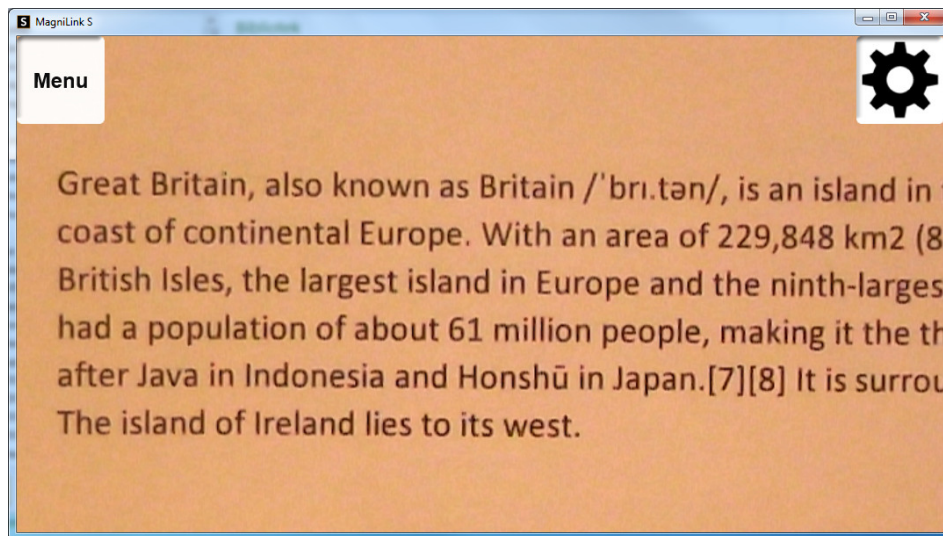 S MagniLink S
Menu
Great Britain, also known as Britain /ˈbrɪ.tən/, is an island in
coast of continental Europe. With an area of 229,848 km2 (8
British Isles, the largest island in Europe and the ninth-larges
had a population of about 61 million people, making it the th
after Java in Indonesia and Honshū in Japan.[7][8] It is surrou
The island of Ireland lies to its west.